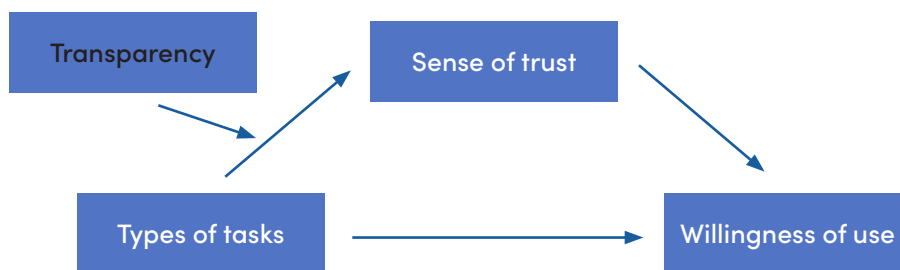 Transparency
Sense of trust
Types of tasks
Willingness of use